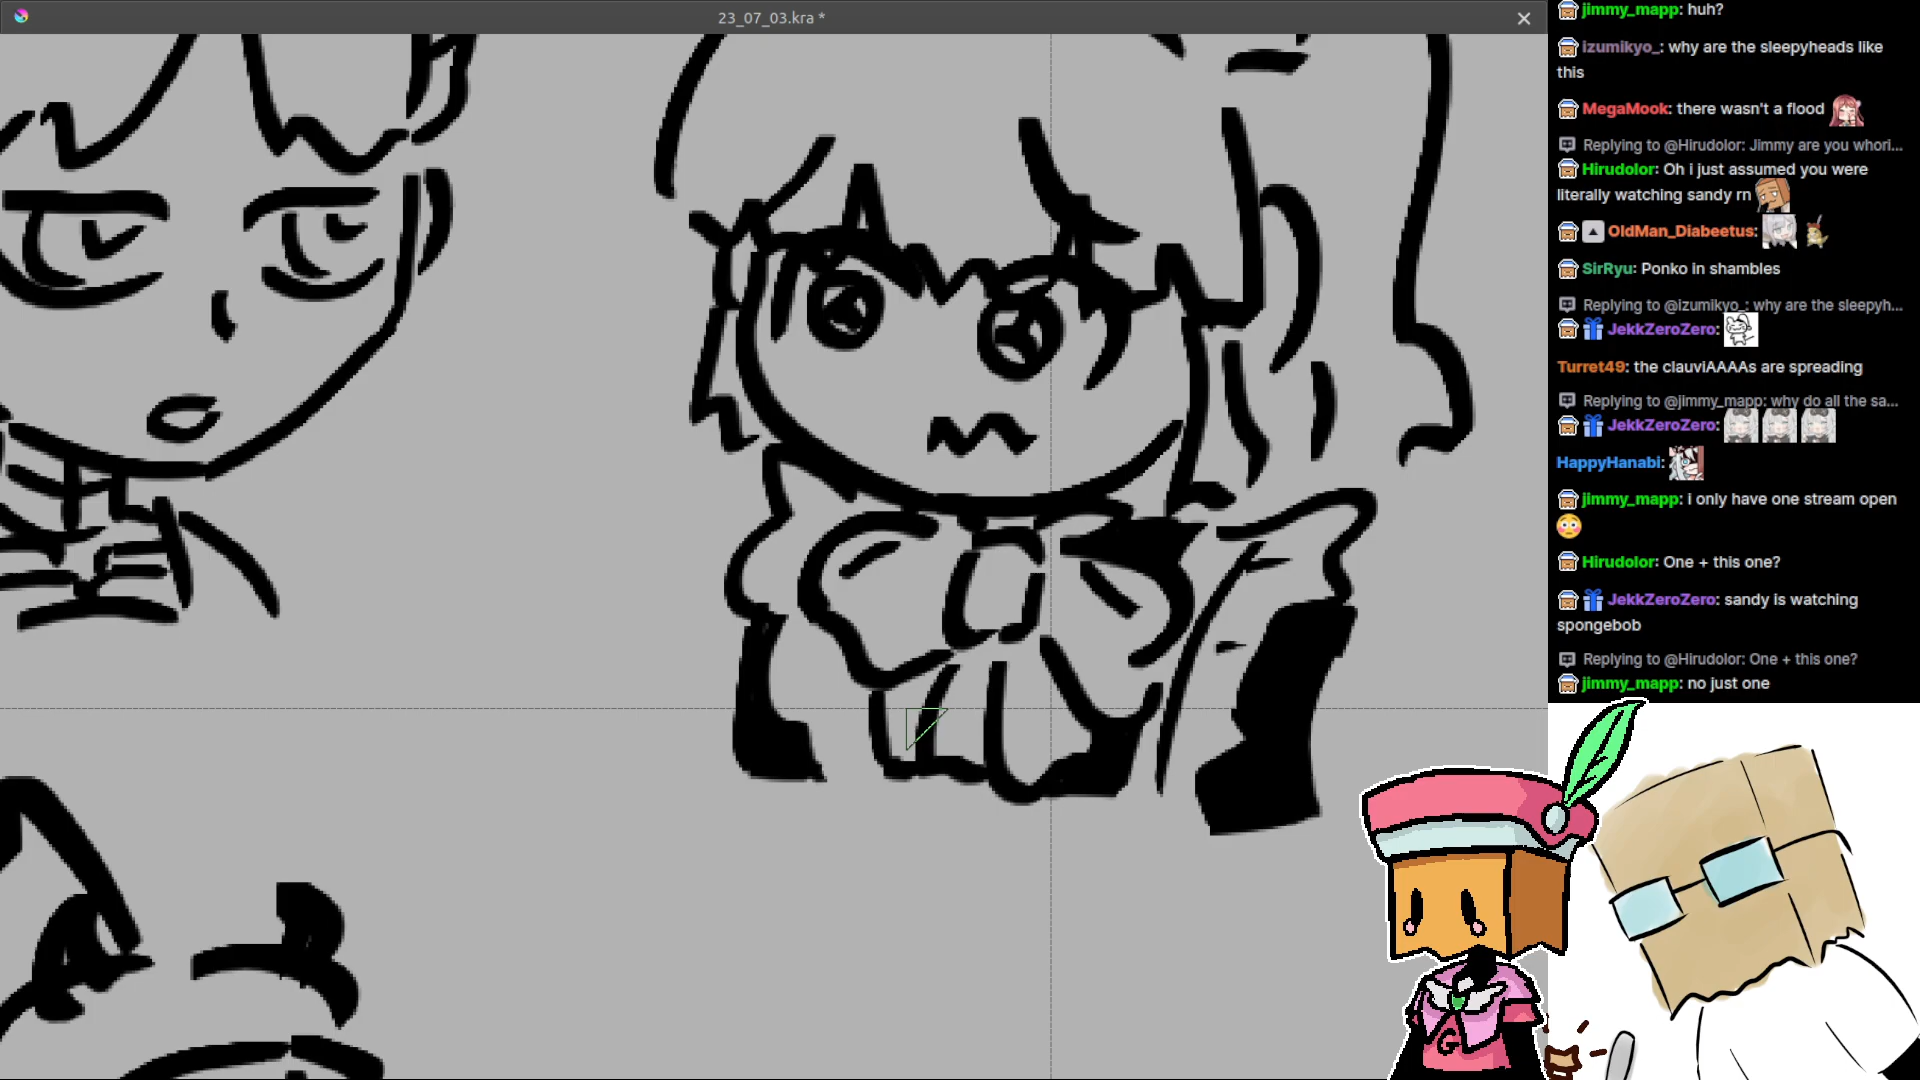 23_07_03.kra *
jimmy_mapp: huh?
izumikyo_: why are the sleepyheads like
this
MegaMook: there wasn't a flood
Replying to @Hirudolor: Jimmy are you whori...
Hirudolor: Oh i just assumed you were
literally watching sandy rn
OldMan_Diabeetus:
SirRyu: Ponko in shambles
Replying to @izumikyo_: why are the sleepyh...
JekkZeroZero:
Turret49: the clauviAAAAs are spreading
Replying to @jimmy_mapp: why do all the sa...
JekkZeroZero:
HappyHanabi:
jimmy_mapp: i only have one stream open
Hirudolor: One + this one?
JekkZeroZero: sandy is watching
spongebob
Replying to @Hirudolor: One + this one?
jimmy_mapp: no just one
G